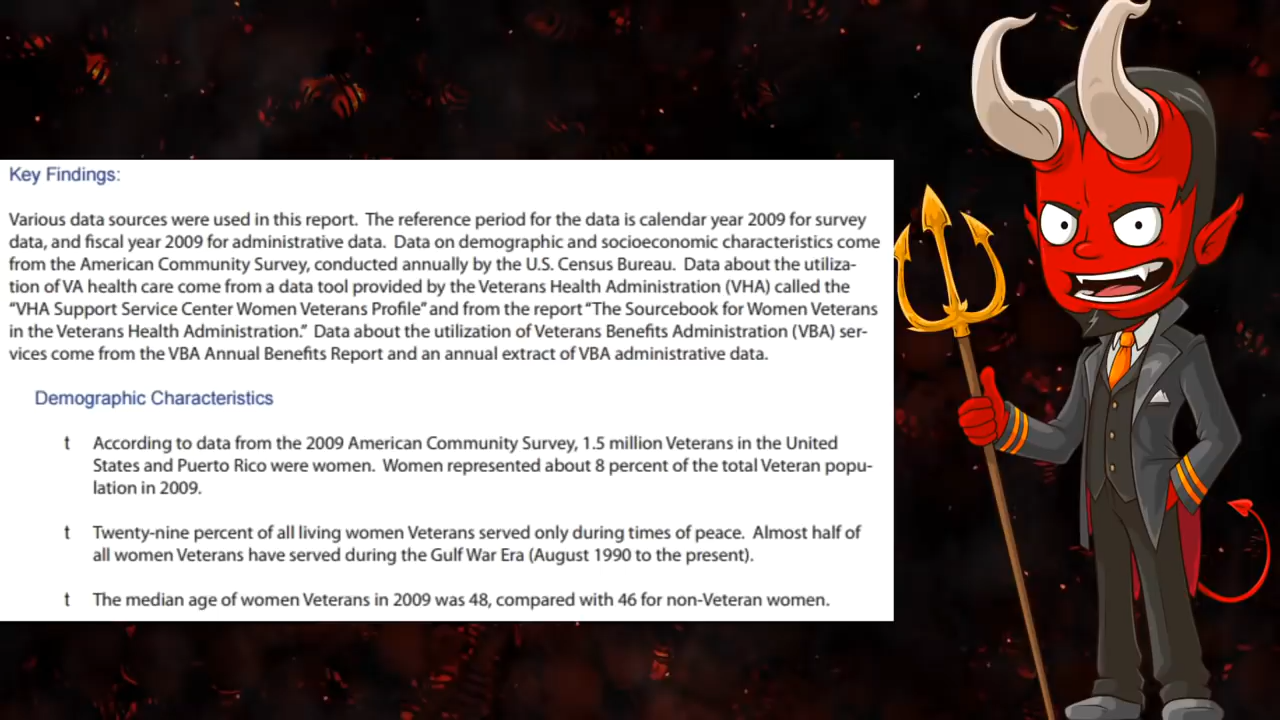 Key Findings:
Various data sources were used in this report. The reference period for the data is calendar year 2009 for survey
data, and fiscal year 2009 for administrative data. Data on demographic and socioeconomic characteristics come
from the American Community Survey, conducted annually by the U.S. Census Bureau. Data about the utiliza-
tion of VA health care come from a data tool provided by the Veterans Health Administration (VHA) called the
“VHA Support Service Center Women Veterans Profile” and from the report “The Sourcebook for Women Veterans
in the Veterans Health Administration.” Data about the utilization of Veterans Benefits Administration (VBA) ser-
vices come from the VBA Annual Benefits Report and an annual extract of VBA administrative data.
Demographic Characteristics
t According to data from the 2009 American Community Survey, 1.5 million Veterans in the United
States and Puerto Rico were women. Women represented about 8 percent of the total Veteran popu-
lation in 2009.
t Twenty-nine percent of all living women Veterans served only during times of peace. Almost half of
all women Veterans have served during the Gulf War Era (August 1990 to the present).
t The median age of women Veterans in 2009 was 48, compared with 46 for non-Veteran women.